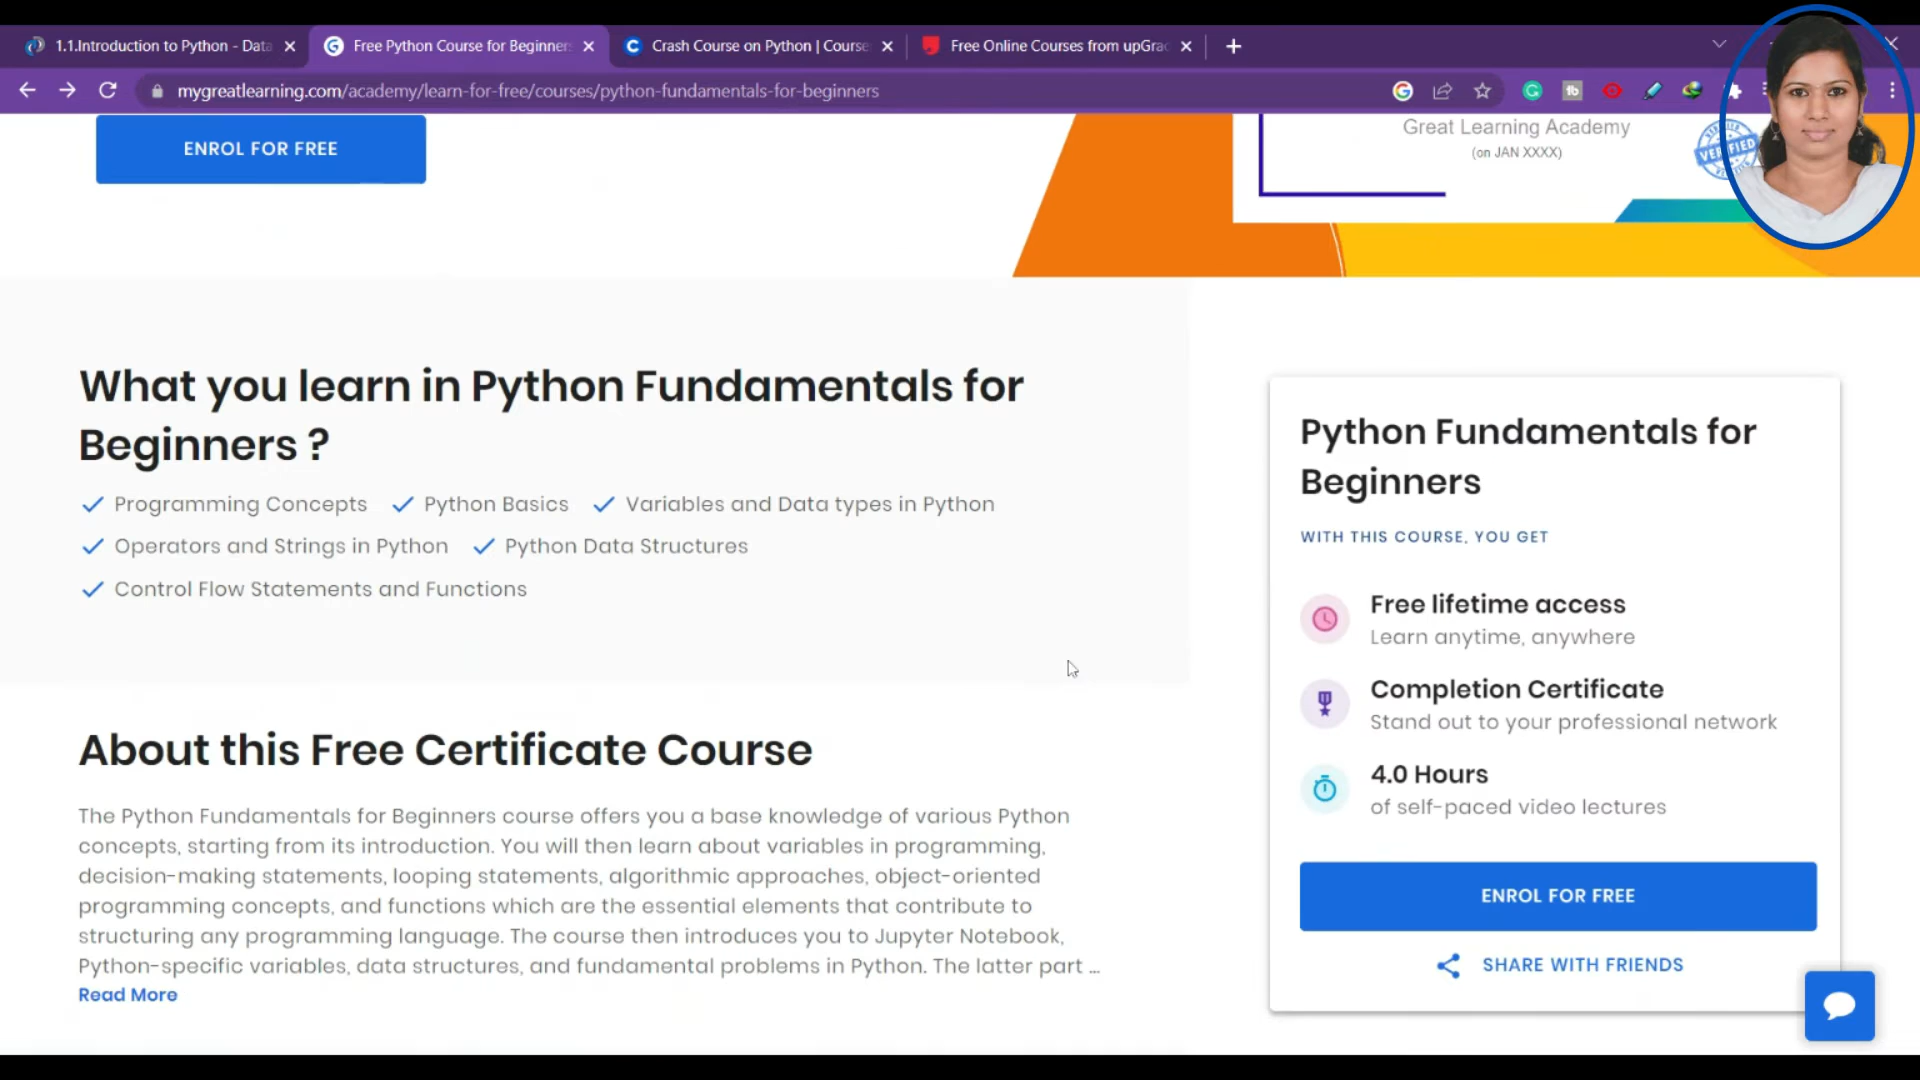 1.1.Introduction to Python - Data
Free Python Course for Beginner
Crash Course on Python | Course
Free Online Courses from upGra
mygreatlearning.com/academy/learn-for-free/courses/python-fundamentals-for-beginners
ENROL FOR FREE
Great Learning Academy
(on JAN XXXX)
VERIFIED
What you learn in Python Fundamentals for
Beginners ?
Programming Concepts Python Basics Variables and Data types in Python
Operators and Strings in Python Python Data Structures
Control Flow Statements and Functions
About this Free Certificate Course
The Python Fundamentals for Beginners course offers you a base knowledge of various Python
concepts, starting from its introduction. You will then learn about variables in programming,
decision-making statements, looping statements, algorithmic approaches, object-oriented
programming concepts, and functions which are the essential elements that contribute to
structuring any programming language. The course then introduces you to Jupyter Notebook,
Python-specific variables, data structures, and fundamental problems in Python. The latter part ...
Read More
Python Fundamentals for
Beginners
WITH THIS COURSE, YOU GET
Free lifetime access
Learn anytime, anywhere
Completion Certificate
Stand out to your professional network
4.0 Hours
of self-paced video lectures
ENROL FOR FREE
SHARE WITH FRIENDS